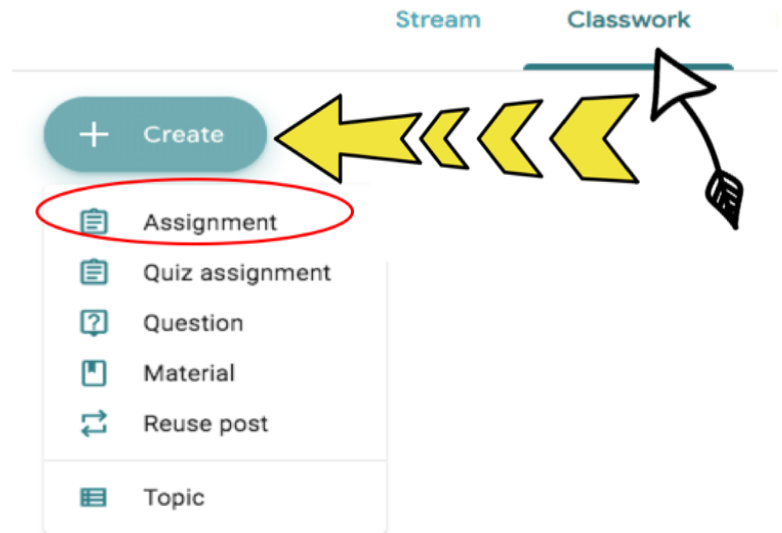 Stream Classwork
Create
Assignment
Quiz assignment
Question
Material
Reuse post
Topic